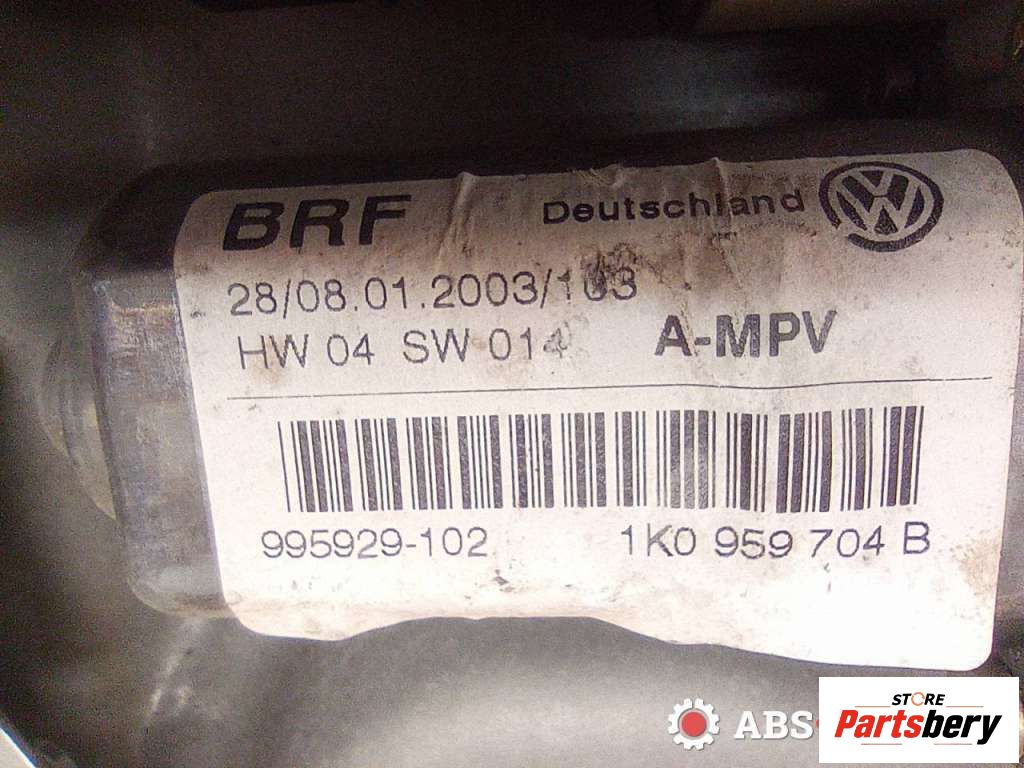 BRF Deutschland VW
28/08.01.2003/103
HW 04 SW 014 A-MPV
995929-102 1K0 959 704 B
ABS
STORE
Partsbery